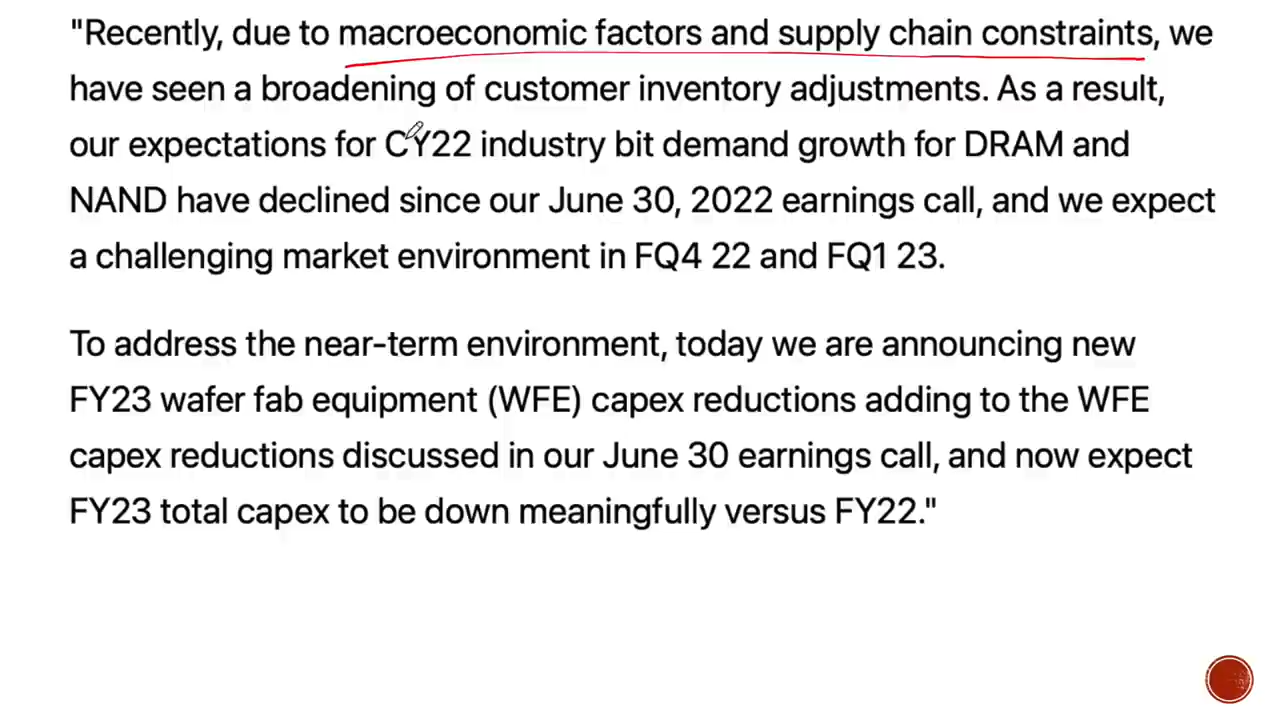 "Recently, due to macroeconomic factors and supply chain constraints, we
have seen a broadening of customer inventory adjustments. As a result,
our expectations for CY22 industry bit demand growth for DRAM and
NAND have declined since our June 30, 2022 earnings call, and we expect
a challenging market environment in FQ4 22 and FQ1 23.
To address the near-term environment, today we are announcing new
FY23 wafer fab equipment (WFE) capex reductions adding to the WFE
capex reductions discussed in our June 30 earnings call, and now expect
FY23 total capex to be down meaningfully versus FY22."